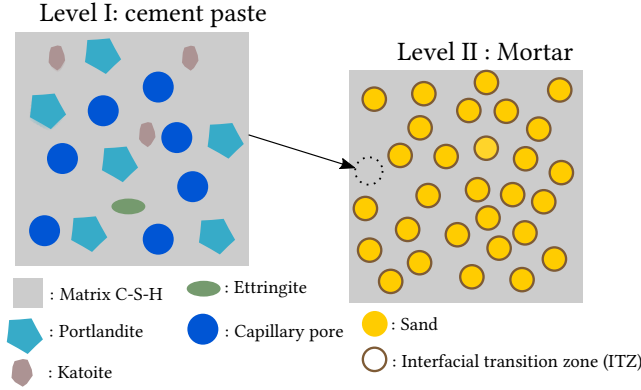 Level I: cement paste
Level II : Mortar
: Matrix C-S-H
: Ettringite
: Portlandite
: Capillary pore
: Katoite
: Sand
: Interfacial transition zone (ITZ)